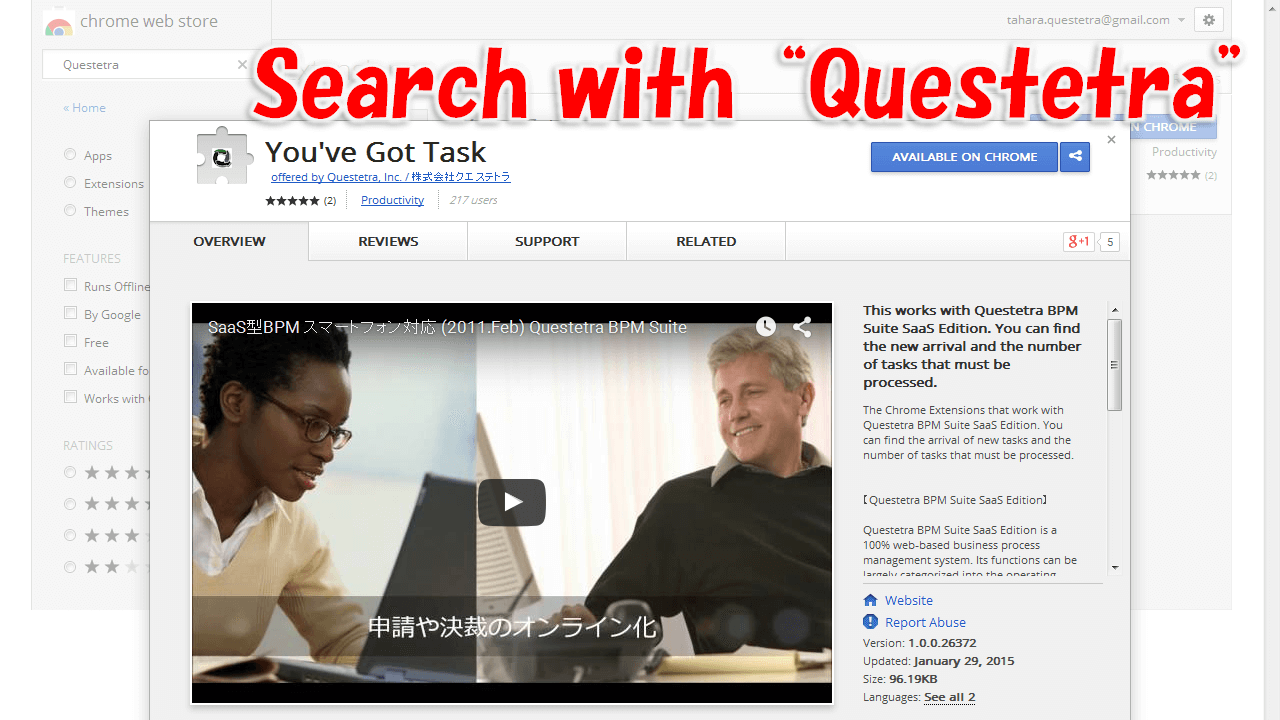 chrome web store
tahara.questetra@gmail.com
Questetra
Search with “Questetra”
« Home
Apps
Extensions
Themes
FEATURES
Runs Offline
By Google
Free
Available fo
Works with
RATINGS
N CHROME
Productivity
(2)
You've Got Task
offered by Questetra, Inc. / 株式会社クエステトラ
(2)
Productivity
217 users
AVAILABLE ON CHROME
OVERVIEW
REVIEWS
SUPPORT
RELATED
g+1
5
SaaS型BPM スマートフォン対応 (2011.Feb) Questetra BPM Suite
申請や決裁のオンライン化
This works with Questetra BPM
Suite SaaS Edition. You can find
the new arrival and the number
of tasks that must be
processed.
The Chrome Extensions that work with
Questetra BPM Suite SaaS Edition. You
can find the arrival of new tasks and the
number of tasks that must be processed.
【Questetra BPM Suite SaaS Edition】
Questetra BPM Suite SaaS Edition is a
100% web-based business process
management system. Its functions can be
largely categorized into the operating
Website
Report Abuse
Version: 1.0.0.26372
Updated: January 29, 2015
Size: 96.19KB
Languages: See all 2